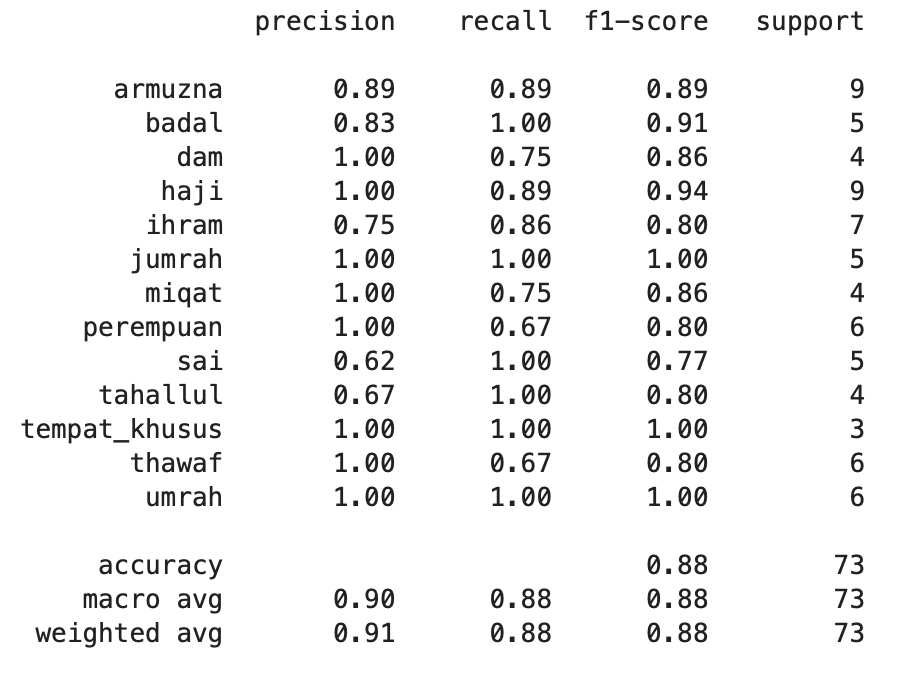 precision recall f1-score support
armuzna 0.89 0.89 0.89 9
badal 0.83 1.00 0.91 5
dam 1.00 0.75 0.86 4
haji 1.00 0.89 0.94 9
ihram 0.75 0.86 0.80 7
jumrah 1.00 1.00 1.00 5
miqat 1.00 0.75 0.86 4
perempuan 1.00 0.67 0.80 6
sai 0.62 1.00 0.77 5
tahallul 0.67 1.00 0.80 4
tempat_khusus 1.00 1.00 1.00 3
thawaf 1.00 0.67 0.80 6
umrah 1.00 1.00 1.00 6
accuracy 0.88 73
macro avg 0.90 0.88 0.88 73
weighted avg 0.91 0.88 0.88 73